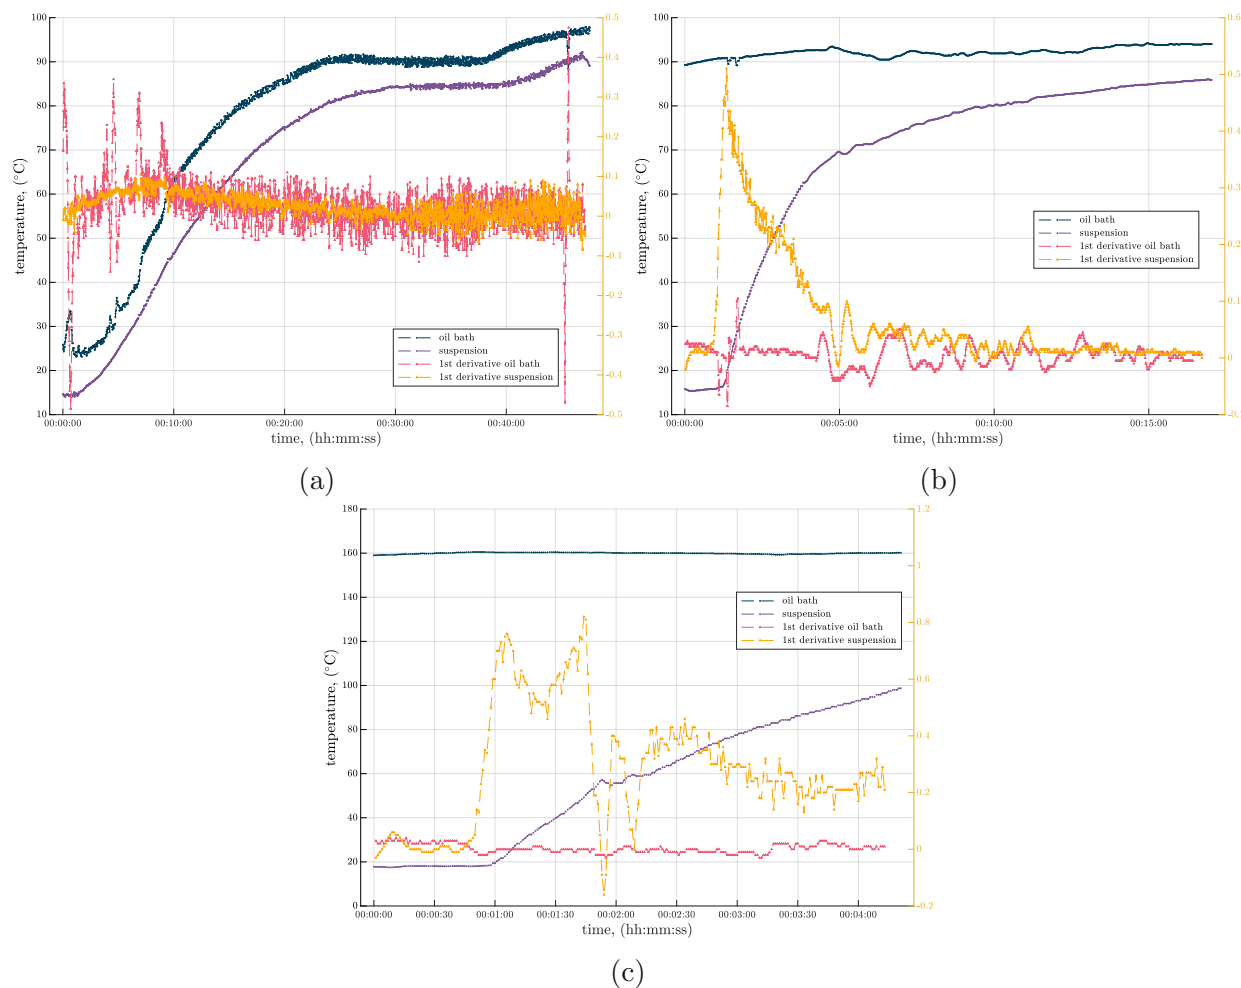 100
90
80
70
60
50
40
30
20
10
temperature, (°C)
0.5
0.4
0.3
0.2
0.1
0
-0.1
-0.2
-0.3
-0.4
-0.5
oil bath
suspension
1st derivative oil bath
1st derivative suspension
00:00:00 00:10:00 00:20:00 00:30:00 00:40:00
time, (hh:mm:ss)
(a)
100
90
80
70
60
50
40
30
20
10
temperature, (°C)
0.6
0.5
0.4
0.3
0.2
0.1
0
-0.
oil bath
suspension
1st derivative oil bath
1st derivative suspension
00:00:00 00:05:00 00:10:00 00:15:00
time, (hh:mm:ss)
(b)
180
160
140
120
100
80
60
40
20
0
temperature, (°C)
1.2
1
0.8
0.6
0.4
0.2
0
-0.2
oil bath
suspension
1st derivative oil bath
1st derivative suspension
00:00:00 00:00:30 00:01:00 00:01:30 00:02:00 00:02:30 00:03:00 00:03:30 00:04:00
time, (hh:mm:ss)
(c)